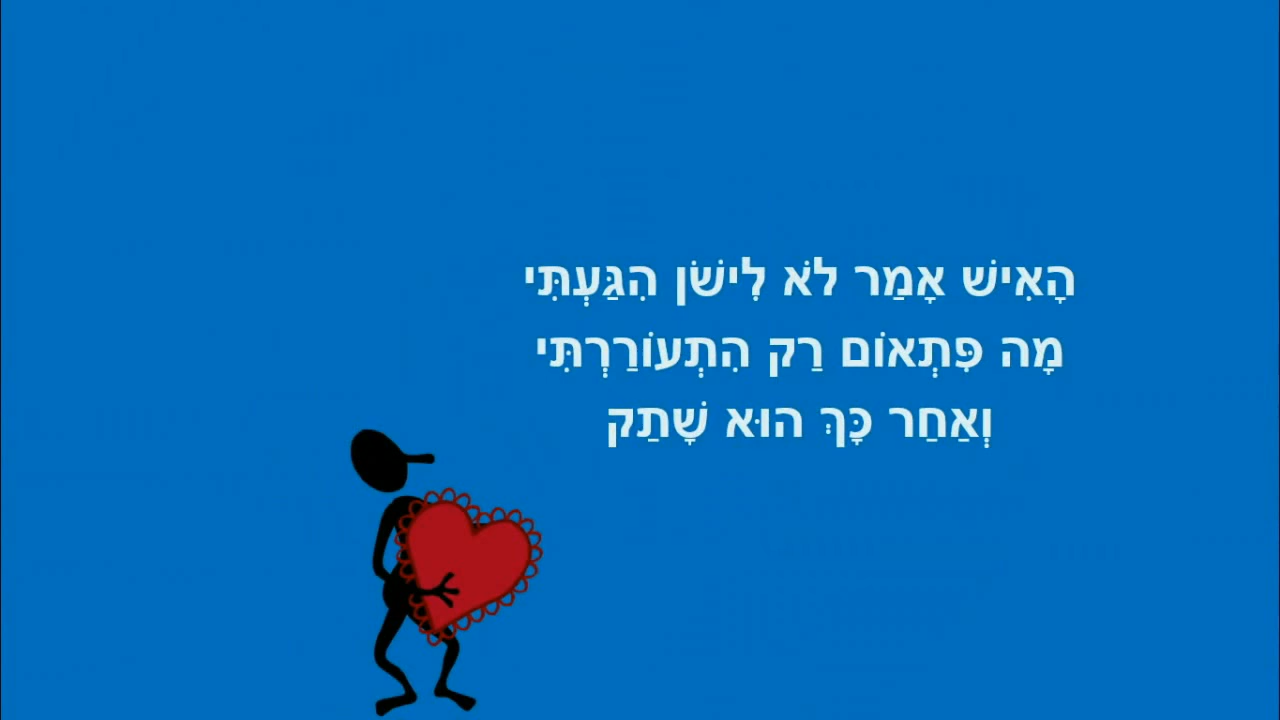 הָאִישׁ אָמַר לֹא לִישֹׁן הִגַּעְתִּי
מָה פִּתְאוֹם רַק הִתְעוֹרַרְתִּי
וְאַחַר כָּךְ הוּא שָׁתַק